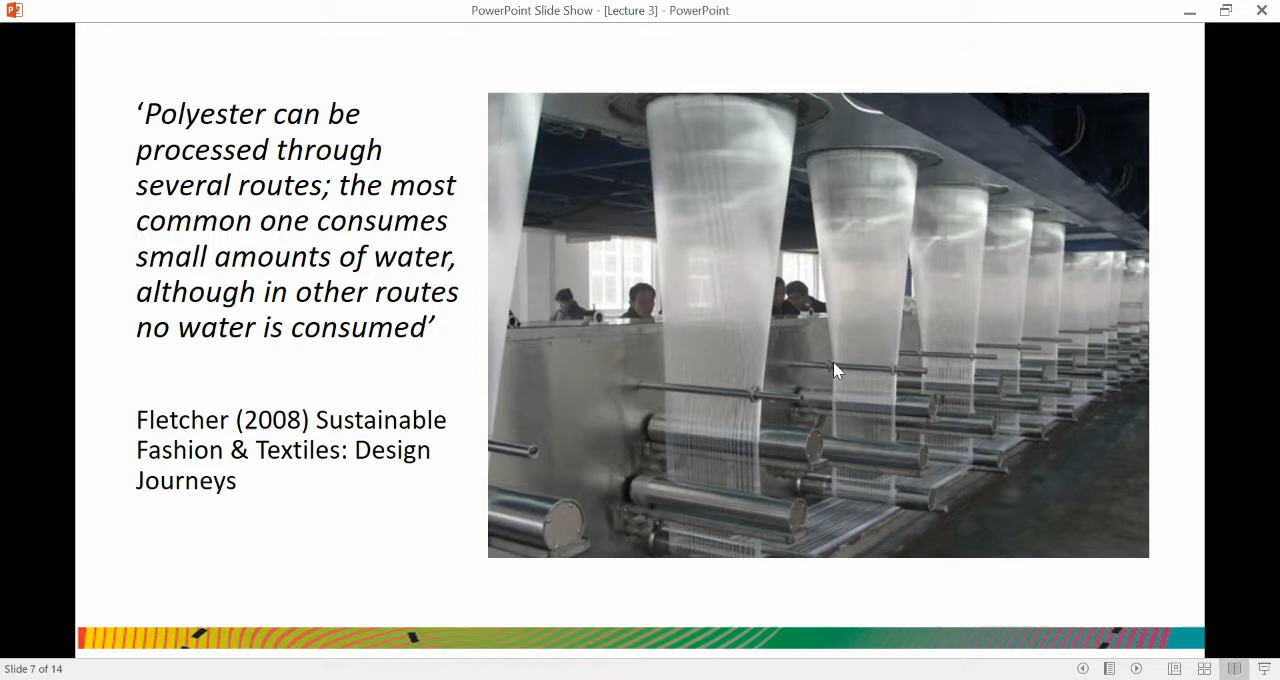 PowerPoint Slide Show - [Lecture 3] - PowerPoint
‘Polyester can be
processed through
several routes; the most
common one consumes
small amounts of water,
although in other routes
no water is consumed’
Fletcher (2008) Sustainable
Fashion & Textiles: Design
Journeys
Slide 7 of 14